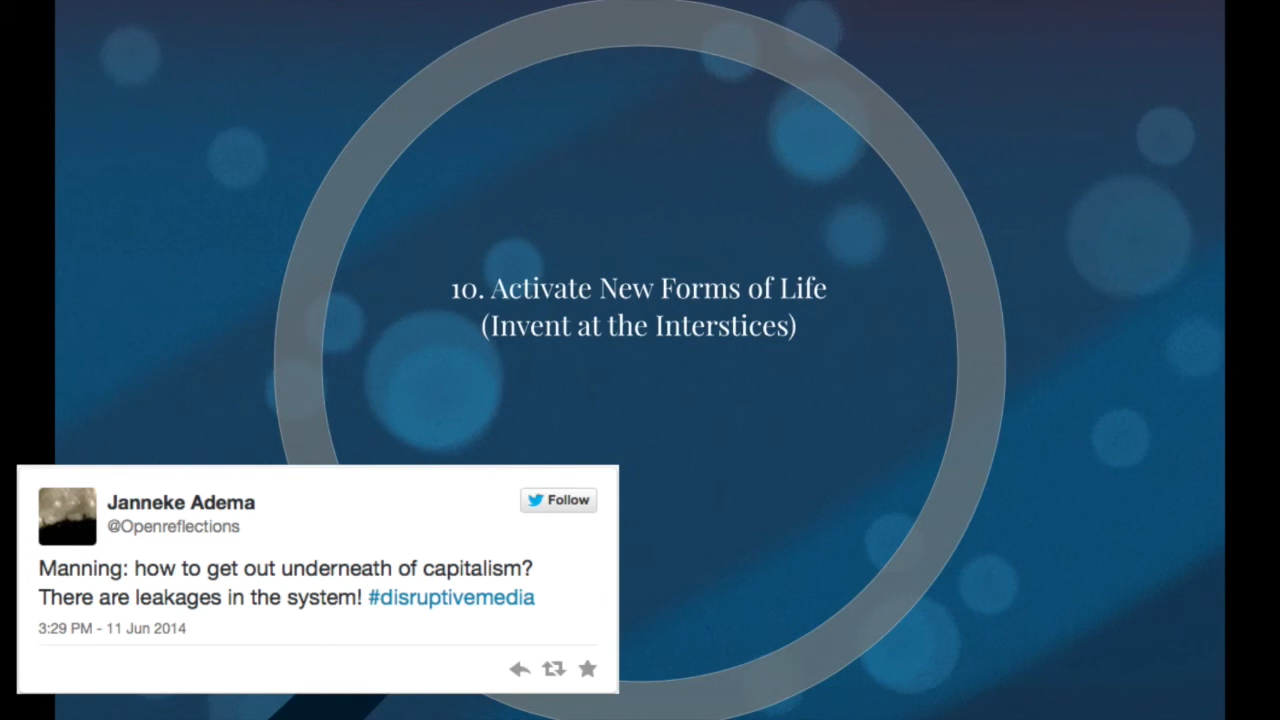 10. Activate New Forms of Life
(Invent at the Interstices)
Janneke Adema
@Openreflections
Follow
Manning: how to get out underneath of capitalism?
There are leakages in the system! #disruptivemedia
3:29 PM - 11 Jun 2014